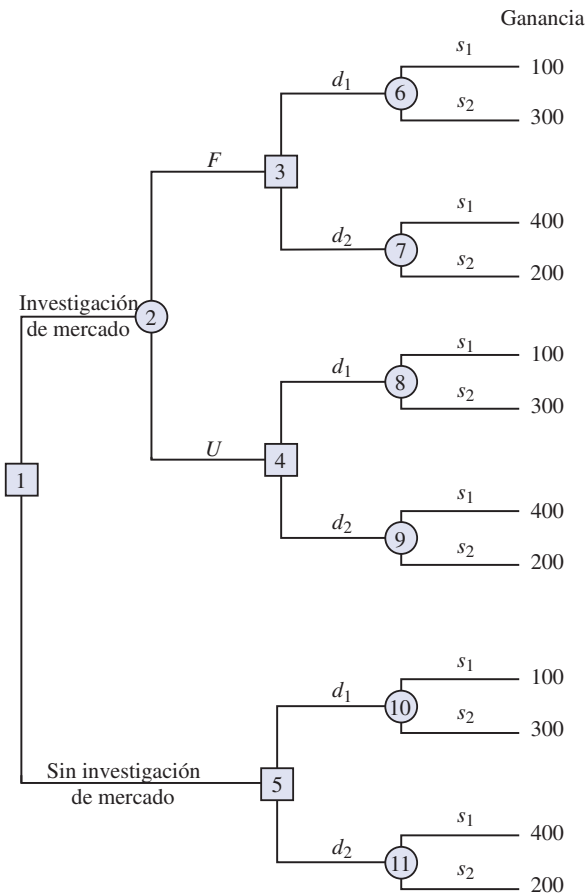 Ganancia
s1
100
d1
6
s2
300
F
3
s1
400
d2
7
s2
200
Investigación
de mercado
2
s1
100
d1
8
s2
300
U
4
1
s1
400
d2
9
s2
200
s1
100
d1
10
s2
300
Sin investigación
de mercado
5
s1
400
d2
11
s2
200